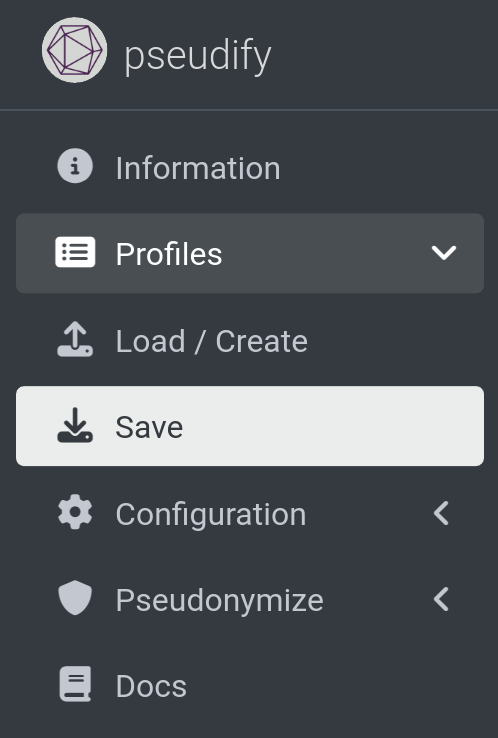 pseudify
Information
Profiles
Load / Create
Save
Configuration
Pseudonymize
Docs